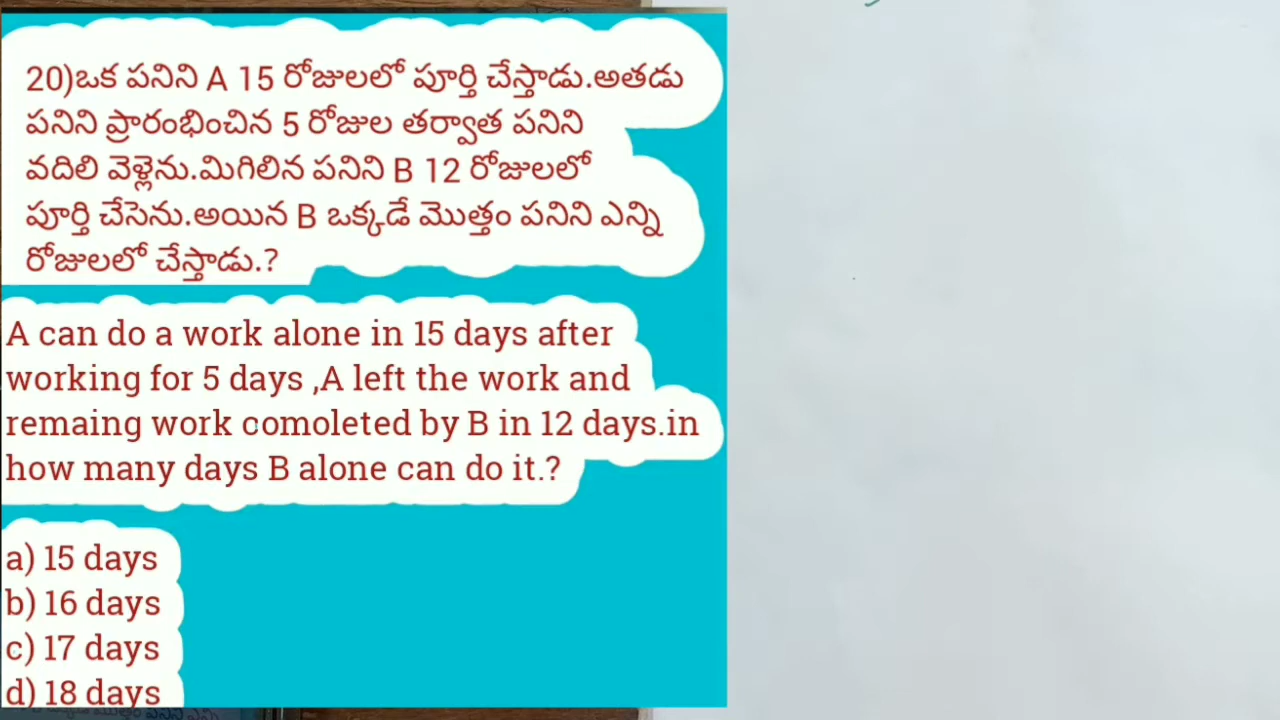 20)ఒక పనిని A 15 రోజులలో పూర్తి చేస్తాడు.అతడు
పనిని ప్రారంభించిన 5 రోజుల తర్వాత పనిని
వదిలి వెళ్లెను.మిగిలిన పనిని B 12 రోజులలో
పూర్తి చేసెను.అయిన B ఒక్కడే మొత్తం పనిని ఎన్ని
రోజులలో చేస్తాడు.?
A can do a work alone in 15 days after
working for 5 days ,A left the work and
remaing work comoleted by B in 12 days.in
how many days B alone can do it.?
a) 15 days
b) 16 days
c) 17 days
d) 18 days